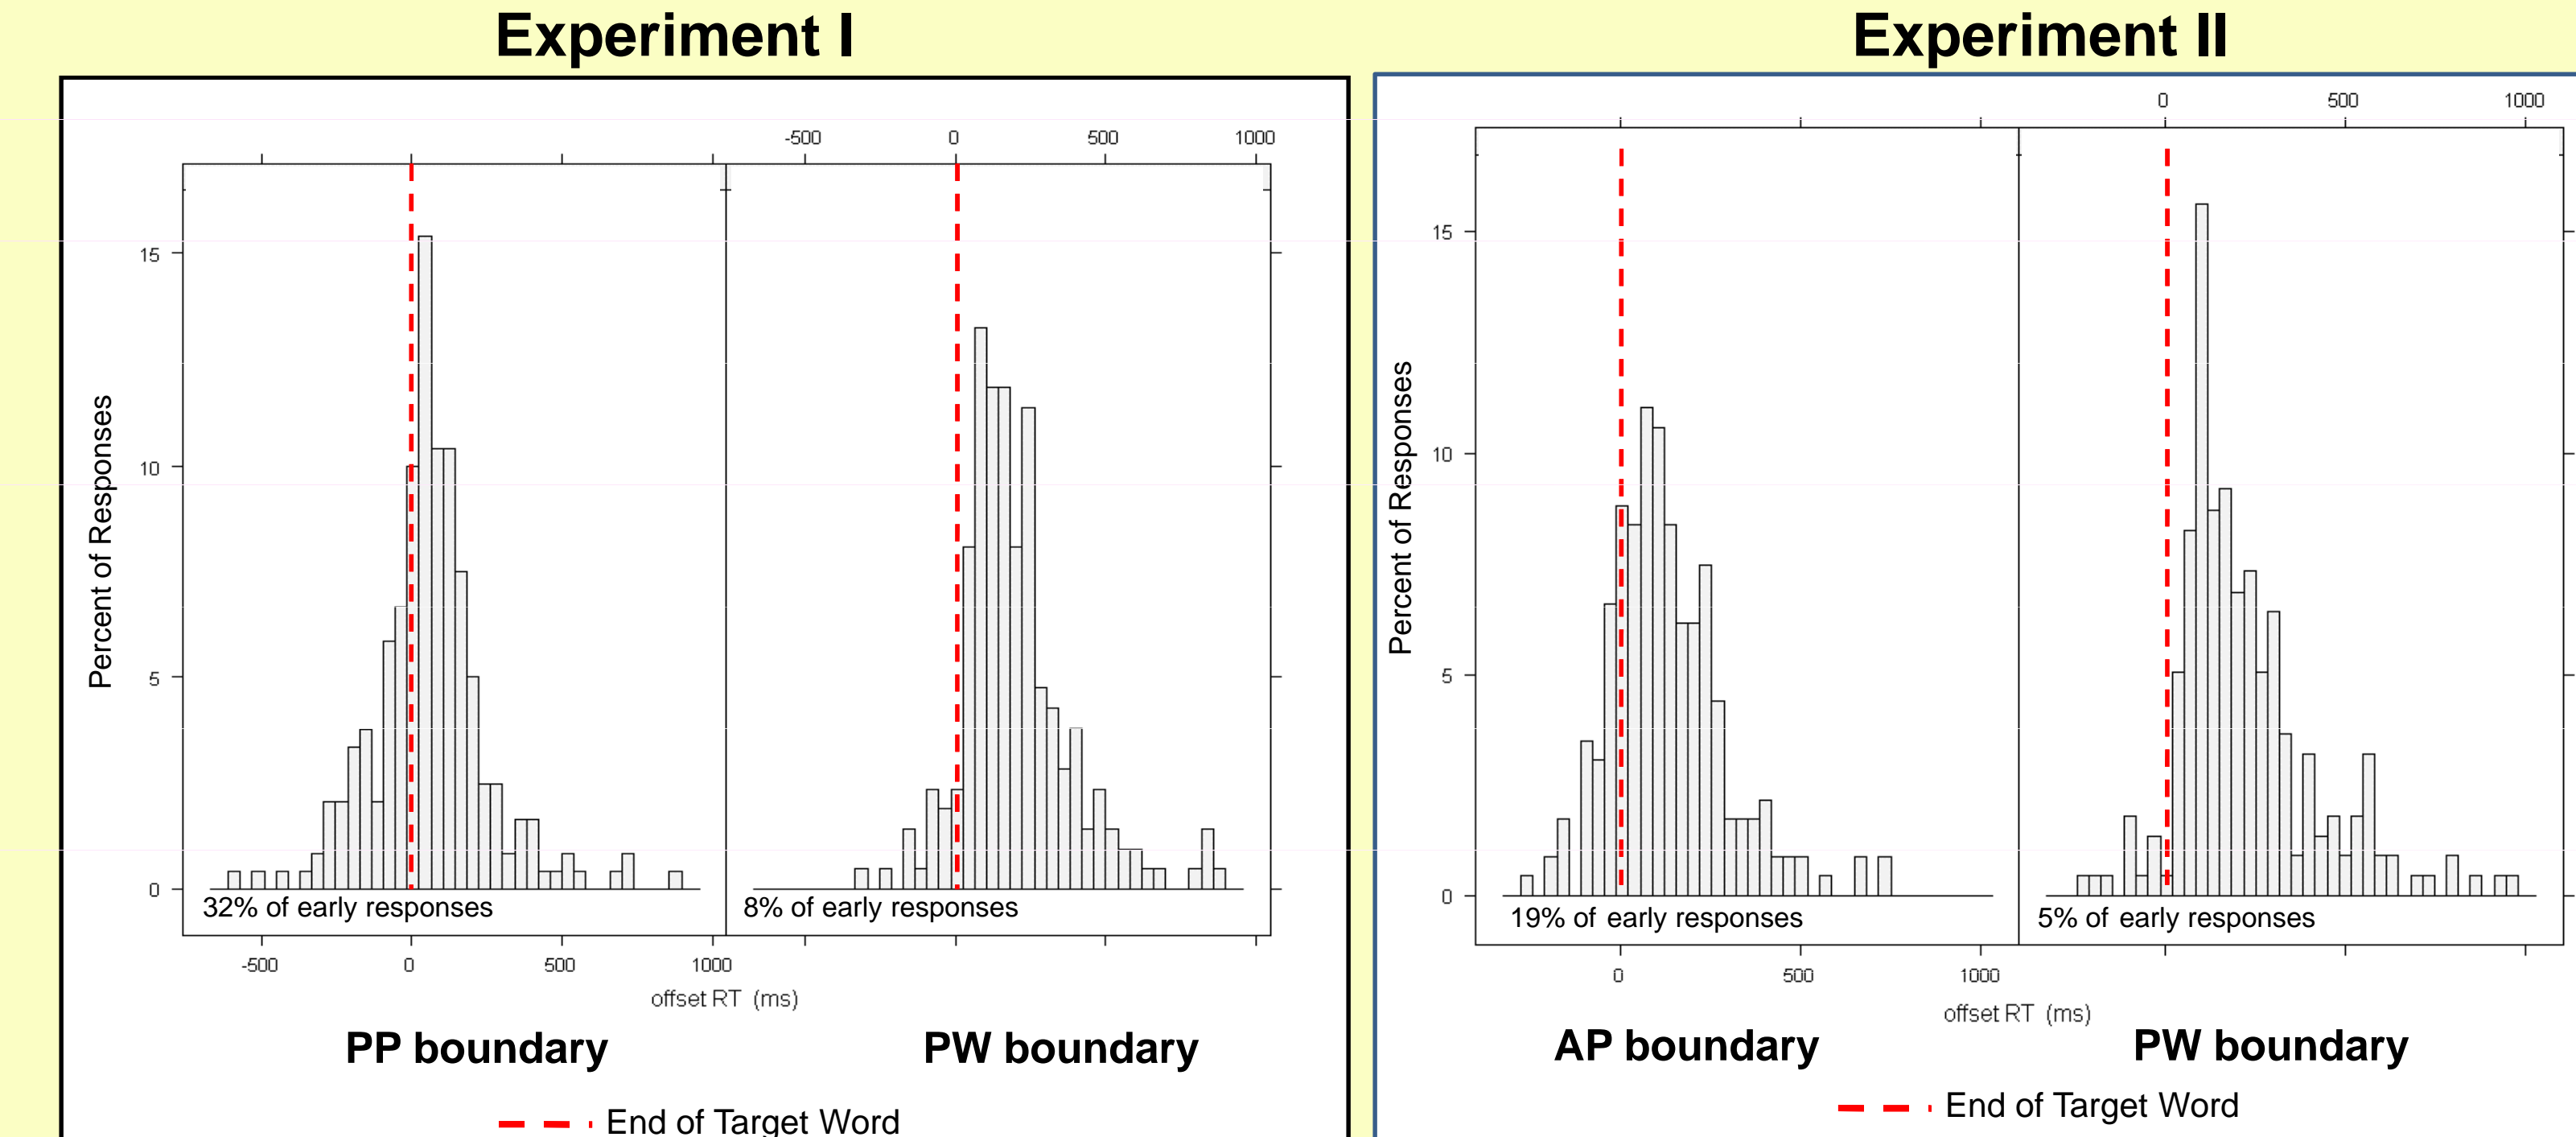 Experiment I
-500 0 500 1000
15
10
5
0
Percent of Responses
32% of early responses
8% of early responses
-500 0 500 1000
offset RT (ms)
PP boundary
PW boundary
End of Target Word
Experiment II
0 500 1000
15
10
5
0
Percent of Responses
19% of early responses
5% of early responses
0 500 1000
offset RT (ms)
AP boundary
PW boundary
End of Target Word